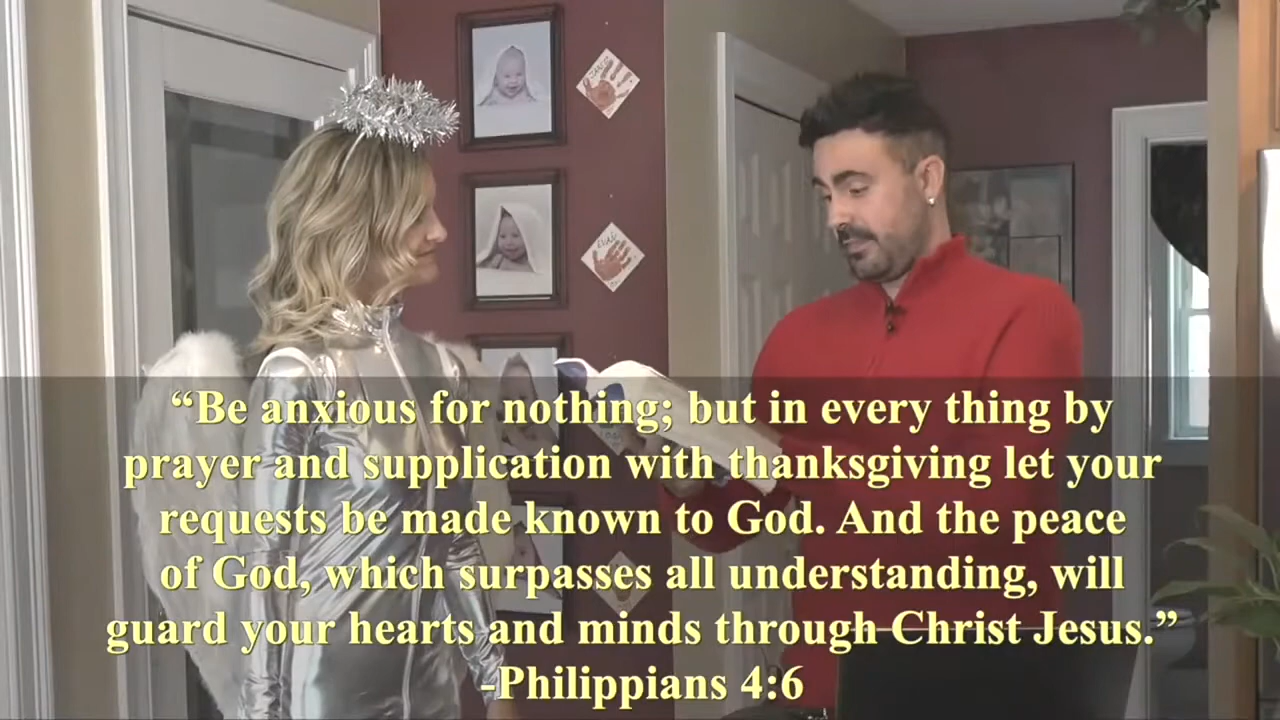 “Be anxious for nothing; but in every thing by
prayer and supplication with thanksgiving let your
requests be made known to God. And the peace
of God, which surpasses all understanding, will
guard your hearts and minds through Christ Jesus.”
-Philippians 4:6